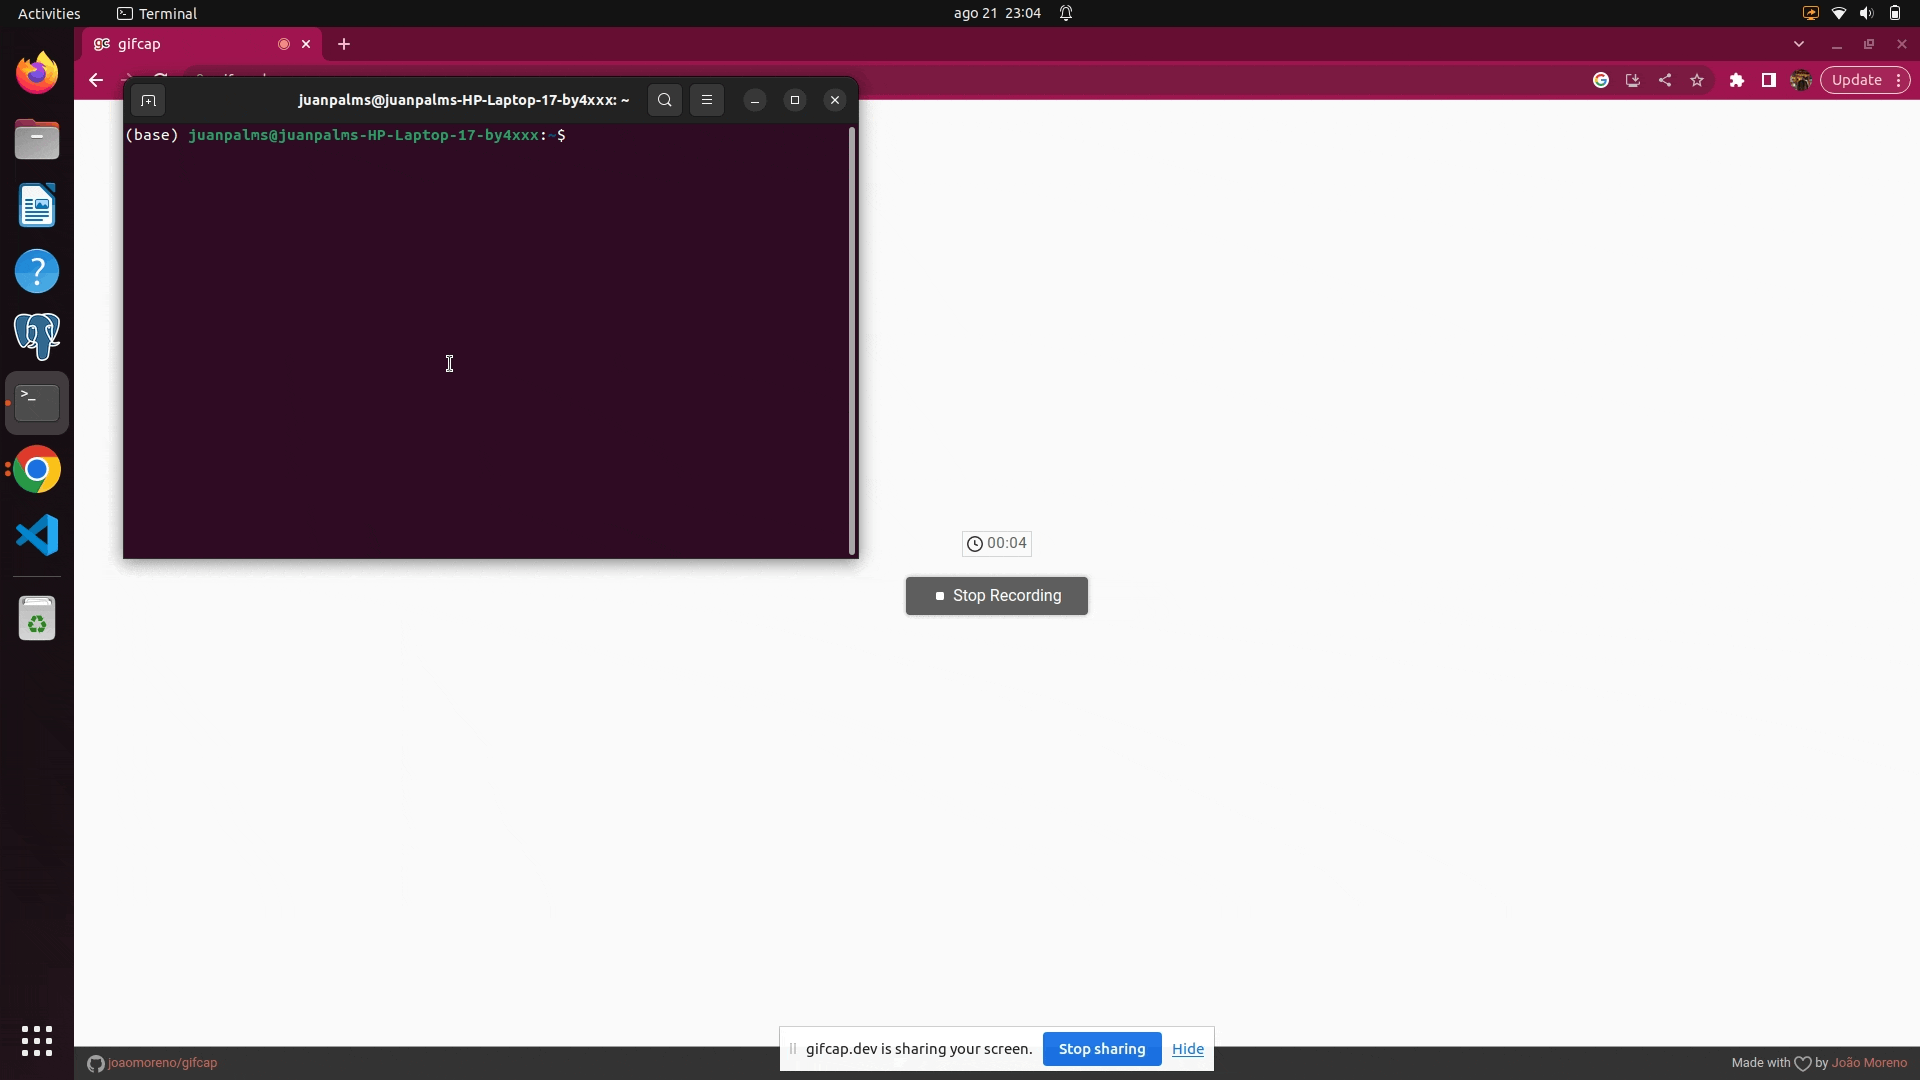 Activities
Terminal
ago 21 23:04
gc gifcap
Update
juanpalms@juanpalms-HP-Laptop-17-by4xxx: ~
(base) juanpalms@juanpalms-HP-Laptop-17-by4xxx:~$
>_
00:04
Stop Recording
gifcap.dev is sharing your screen.
Stop sharing
Hide
joaomoreno/gifcap
Made with by João Moreno